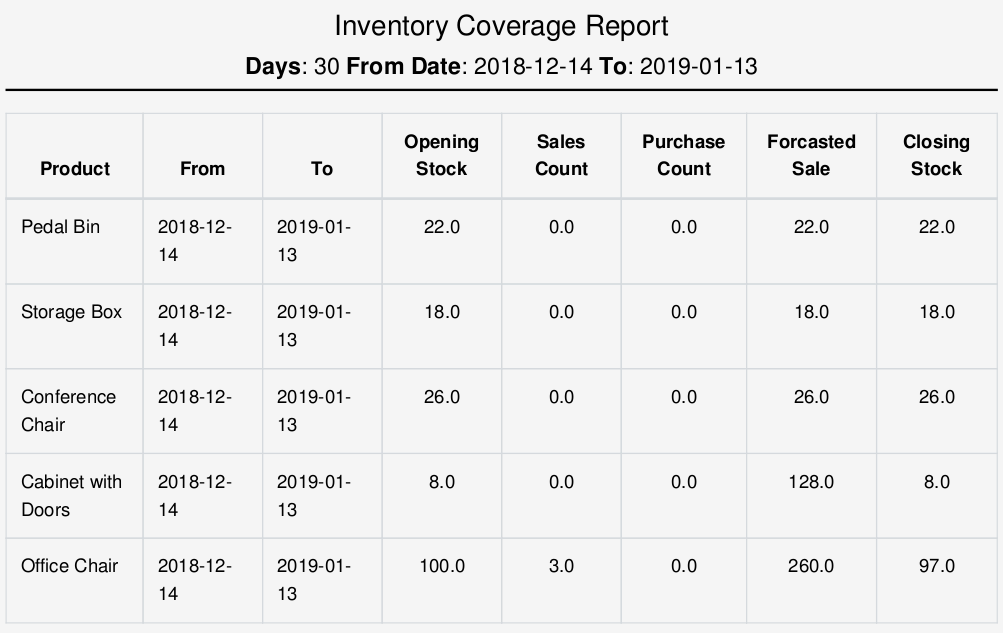 Inventory Coverage Report
Days: 30 From Date: 2018-12-14 To: 2019-01-13
Product From To Opening Stock Sales Count Purchase Count Forcasted Sale Closing Stock
Pedal Bin 2018-12-14 2019-01-13 22.0 0.0 0.0 22.0 22.0
Storage Box 2018-12-14 2019-01-13 18.0 0.0 0.0 18.0 18.0
Conference Chair 2018-12-14 2019-01-13 26.0 0.0 0.0 26.0 26.0
Cabinet with Doors 2018-12-14 2019-01-13 8.0 0.0 0.0 128.0 8.0
Office Chair 2018-12-14 2019-01-13 100.0 3.0 0.0 260.0 97.0